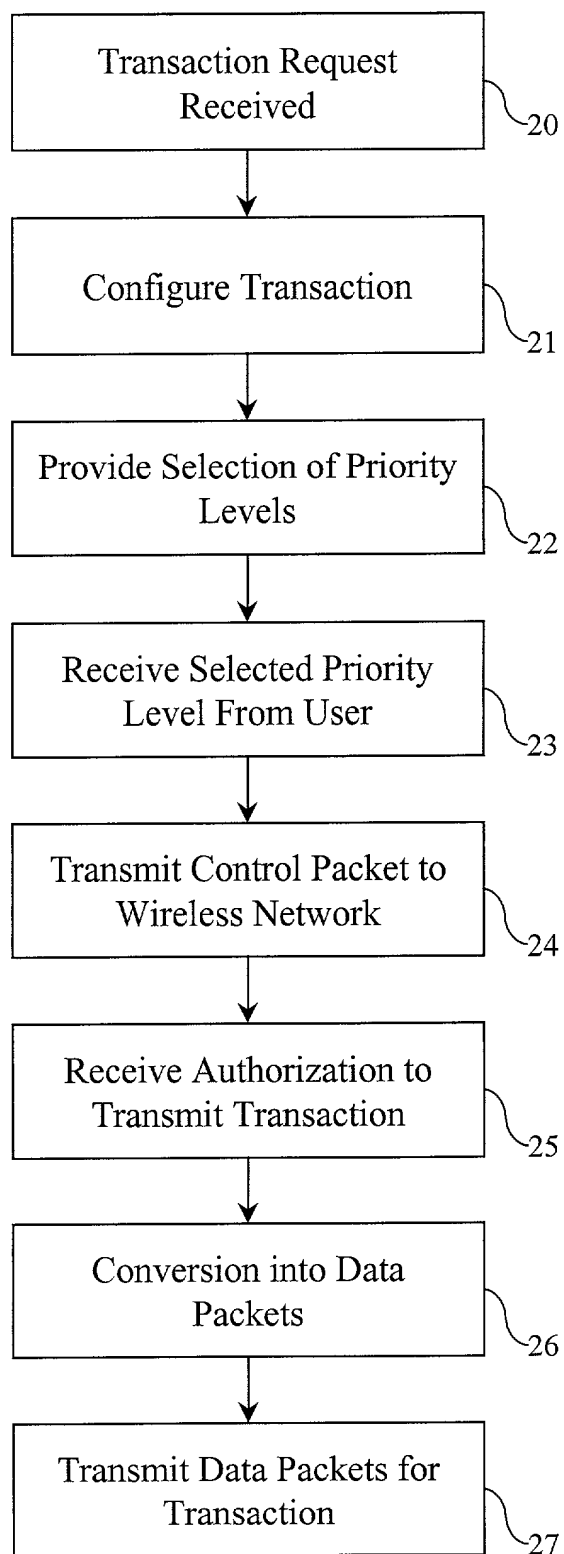 Transaction Request
Received
20
Configure Transaction
21
Provide Selection of Priority
Levels
22
Receive Selected Priority
Level From User
23
Transmit Control Packet to
Wireless Network
24
Receive Authorization to
Transmit Transaction
25
Conversion into Data
Packets
26
Transmit Data Packets for
Transaction
27